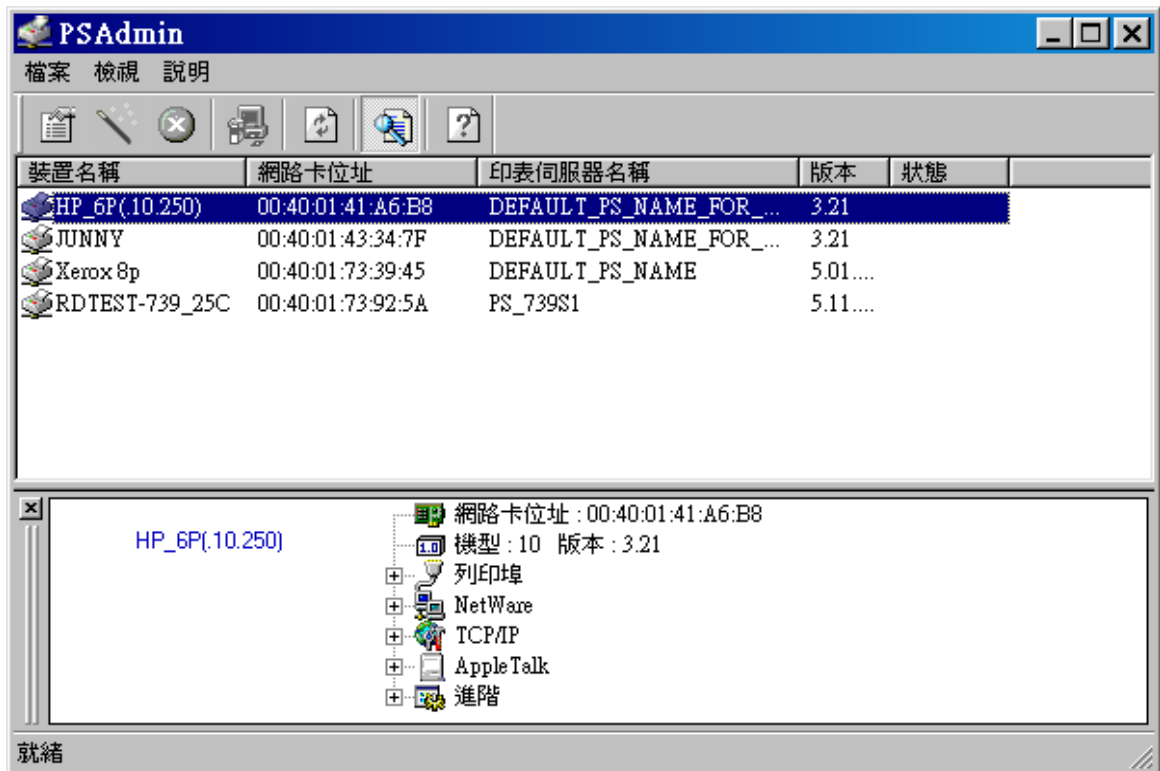 PSAdmin
檔案 檢視 說明
裝置名稱 網路卡位址 印表伺服器名稱 版本 狀態
HP_6P(.10.250) 00:40:01:41:A6:B8 DEFAULT_PS_NAME_FOR_... 3.21
JUNNY 00:40:01:43:34:7F DEFAULT_PS_NAME_FOR_... 3.21
Xerox 8p 00:40:01:73:39:45 DEFAULT_PS_NAME 5.01....
RDTEST-739_25C 00:40:01:73:92:5A PS_739S1 5.11....
HP_6P(.10.250)
網路卡位址 : 00:40:01:41:A6:B8
1.0 機型 : 10 版本 : 3.21
列印埠
NetWare
TCP/IP
AppleTalk
進階
就緒